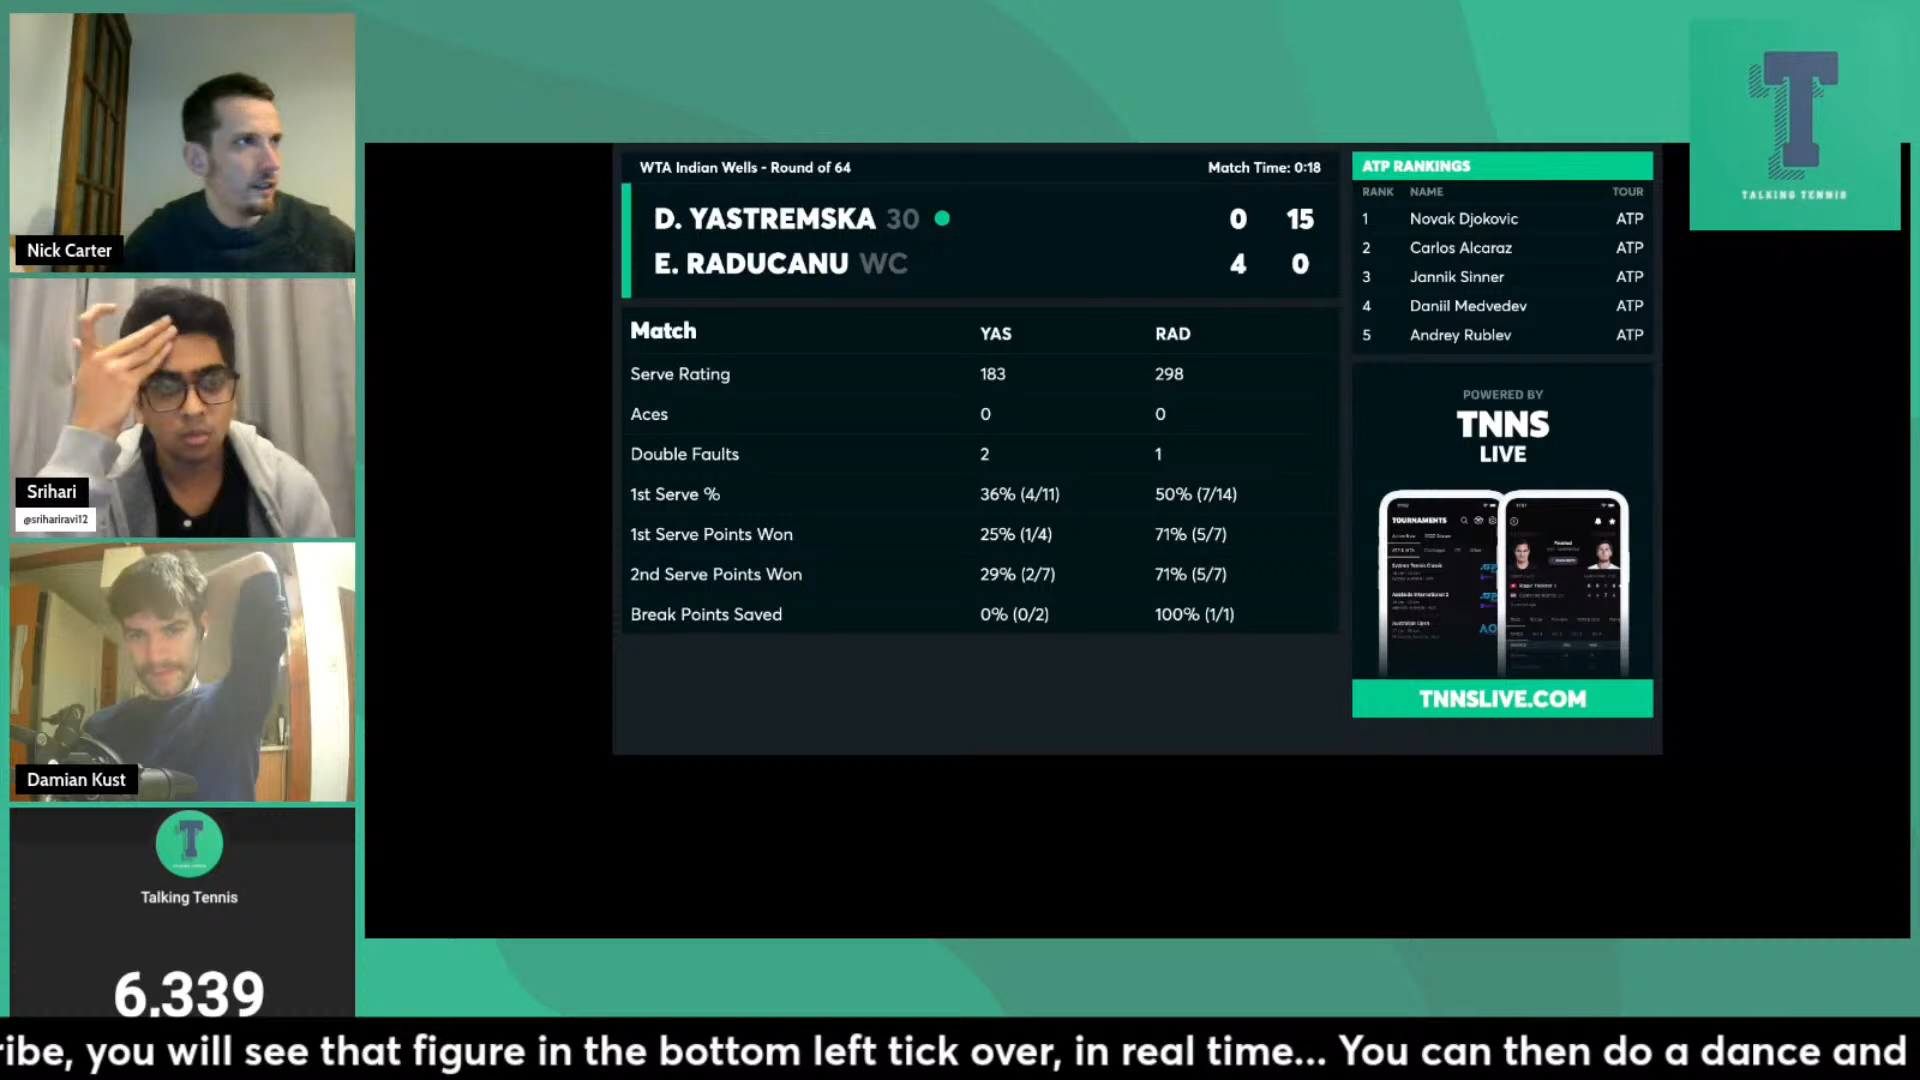 Nick Carter
Srihari
@srihariravi12
Damian Kust
Talking Tennis
6,339
WTA Indian Wells - Round of 64
Match Time: 0:18
D. YASTREMSKA 30 0 15
E. RADUCANU WC 4 0
Match YAS RAD
Serve Rating 183 298
Aces 0 0
Double Faults 2 1
1st Serve % 36% (4/11) 50% (7/14)
1st Serve Points Won 25% (1/4) 71% (5/7)
2nd Serve Points Won 29% (2/7) 71% (5/7)
Break Points Saved 0% (0/2) 100% (1/1)
ATP RANKINGS
RANK NAME TOUR
1 Novak Djokovic ATP
2 Carlos Alcaraz ATP
3 Jannik Sinner ATP
4 Daniil Medvedev ATP
5 Andrey Rublev ATP
POWERED BY
TNNS
LIVE
TOURNAMENTS
TNNSLIVE.COM
T
TALKING TENNIS
ribe, you will see that figure in the bottom left tick over, in real time... You can then do a dance and